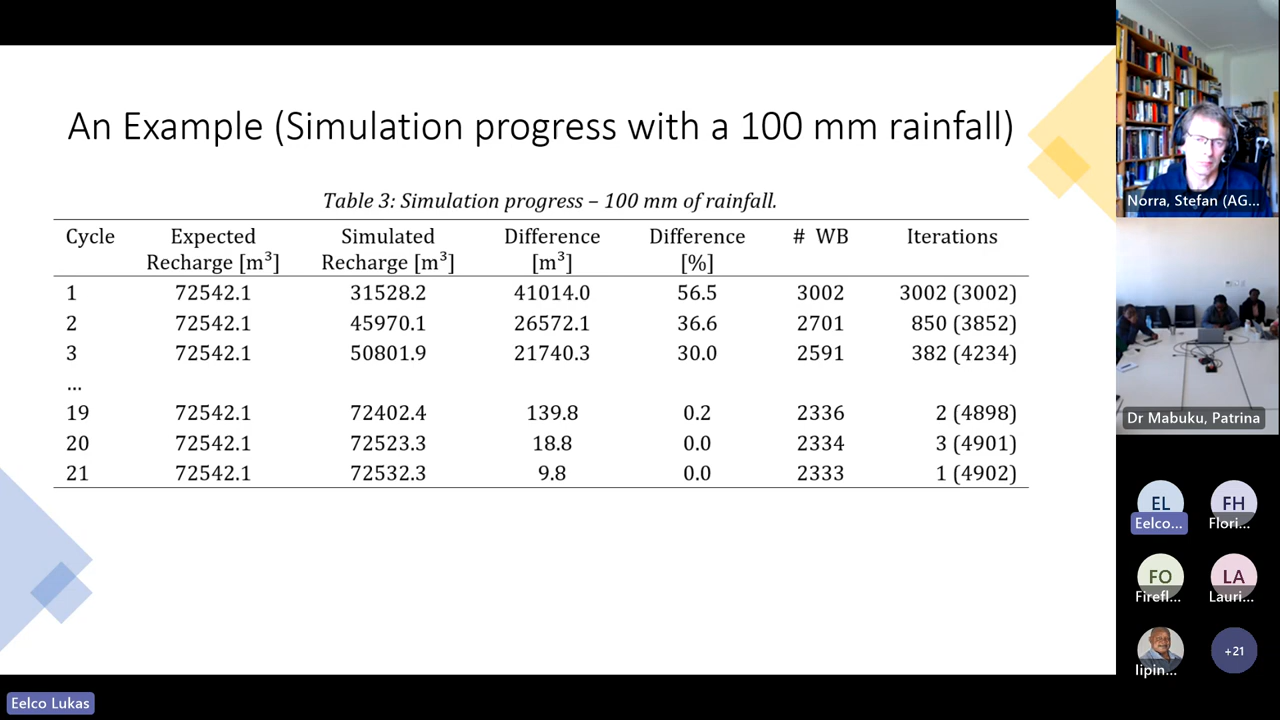 An Example (Simulation progress with a 100 mm rainfall)
Table 3: Simulation progress – 100 mm of rainfall.
Cycle Expected Recharge [m³] Simulated Recharge [m³] Difference [m³] Difference [%] # WB Iterations
1 72542.1 31528.2 41014.0 56.5 3002 3002 (3002)
2 72542.1 45970.1 26572.1 36.6 2701 850 (3852)
3 72542.1 50801.9 21740.3 30.0 2591 382 (4234)
...
19 72542.1 72402.4 139.8 0.2 2336 2 (4898)
20 72542.1 72523.3 18.8 0.0 2334 3 (4901)
21 72542.1 72532.3 9.8 0.0 2333 1 (4902)
Norra, Stefan (AG...
Dr Mabuku, Patrina
EL FH
Eelco... Flori...
FO LA
Firefl... Lauri...
+21
Iipin...
Eelco Lukas